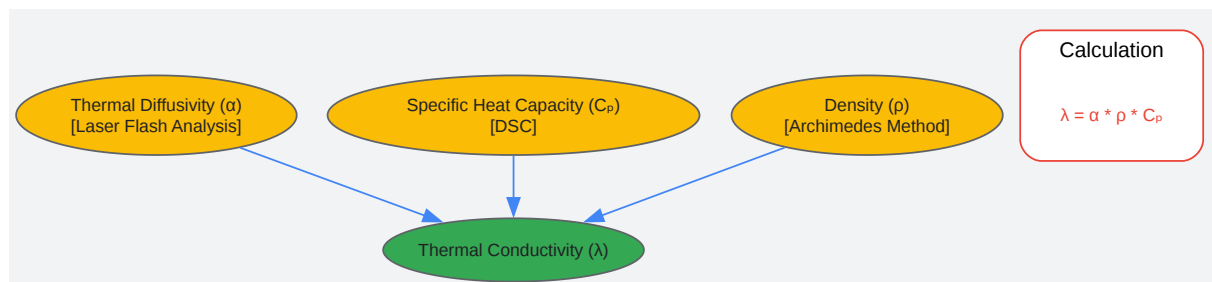 Thermal Diffusivity (α)
[Laser Flash Analysis]
Specific Heat Capacity (Cₚ)
[DSC]
Density (ρ)
[Archimedes Method]
Calculation
λ = α * ρ * Cₚ
Thermal Conductivity (λ)